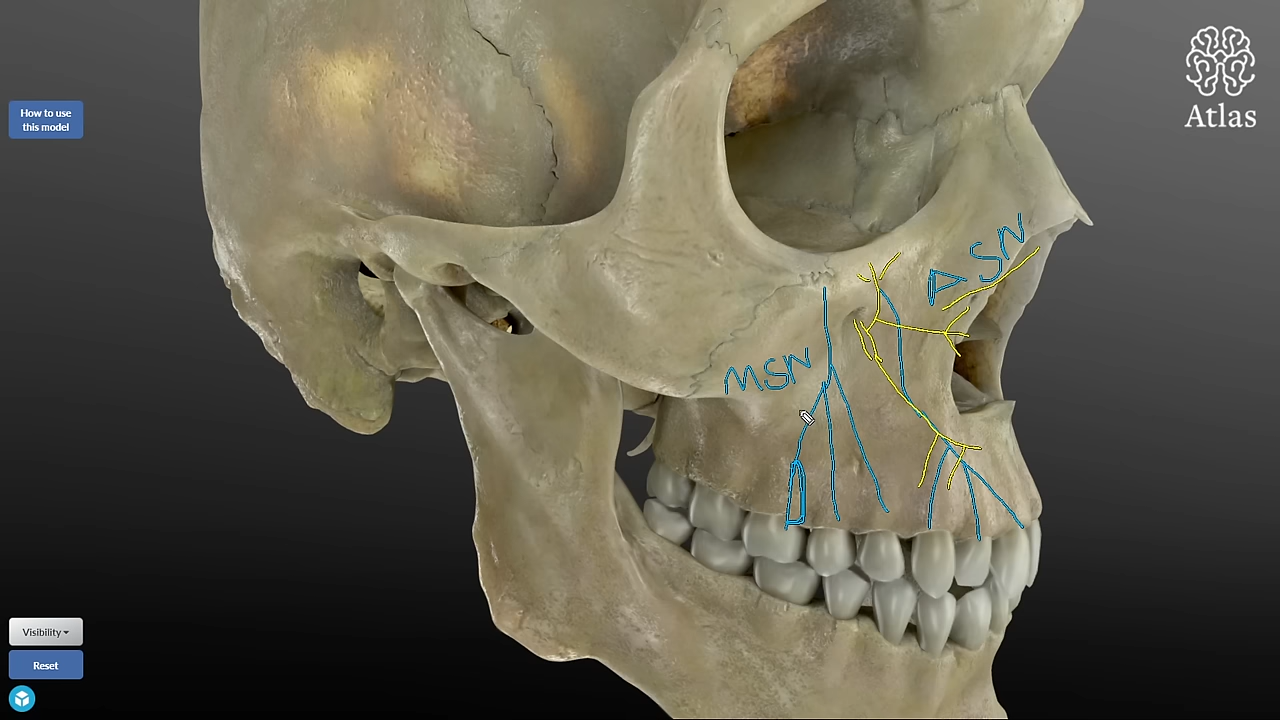 How to use
this model
Atlas
ASN
MSN
Visibility
Reset